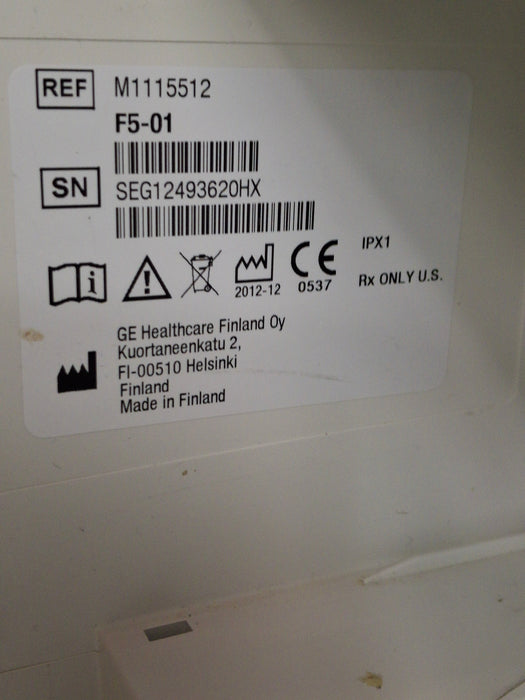 REF M1115512
F5-01
SN SEG12493620HX
i
2012-12
CE 0537
IPX1
Rx ONLY U.S.
GE Healthcare Finland Oy
Kuortaneenkatu 2,
FI-00510 Helsinki
Finland
Made in Finland